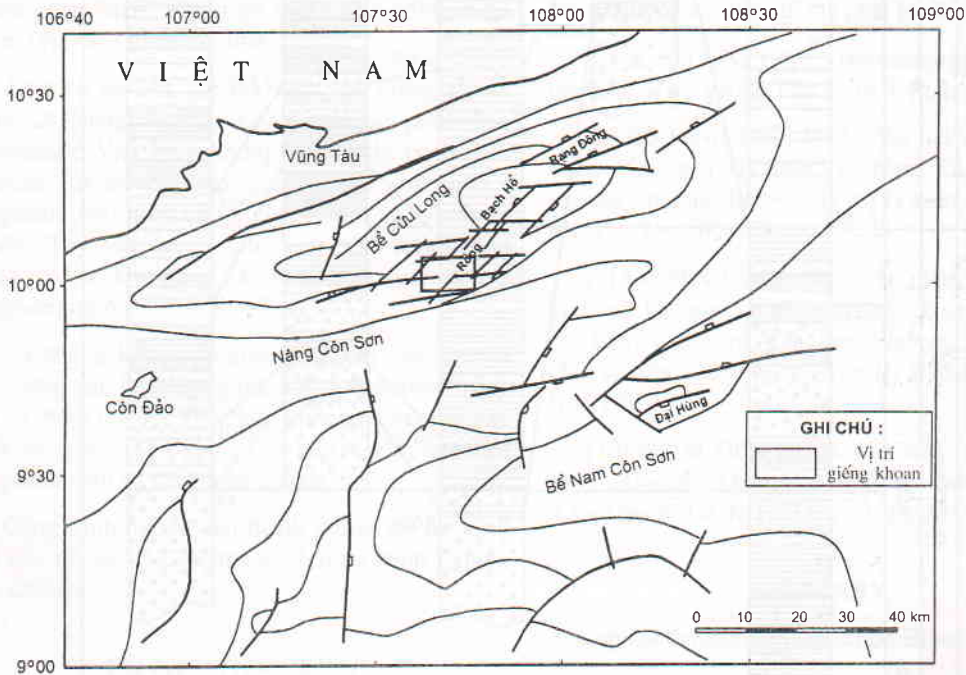 106°40' 107°00' 107°30' 108°00' 108°30' 109°00'
VIỆT NAM
10°30'
Vũng Tàu
Rạng Đông
Bạch Hổ
Bể Cửu Long
Rồng
10°00'
Nâng Côn Sơn
Côn Đảo
Đại Hùng
GHI CHÚ :
Vị trí
giếng khoan
9°30'
Bể Nam Côn Sơn
0 10 20 30 40 km
9°00'